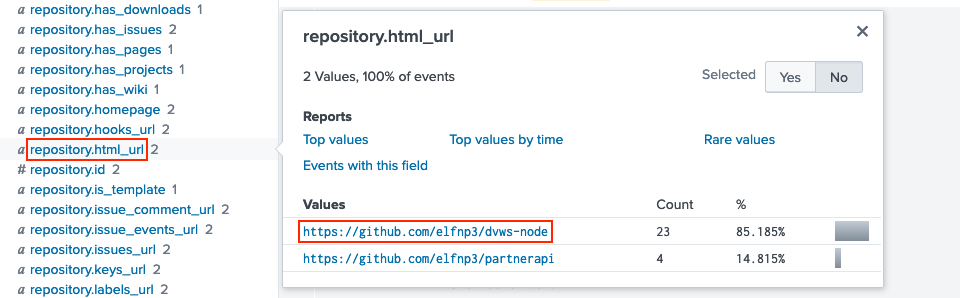 a repository.has_downloads 1
a repository.has_issues 2
a repository.has_pages 1
a repository.has_projects 1
a repository.has_wiki 1
a repository.homepage 2
a repository.hooks_url 2
a repository.html_url 2
# repository.id 2
a repository.is_template 1
a repository.issue_comment_url 2
a repository.issue_events_url 2
a repository.issues_url 2
a repository.keys_url 2
a repository.labels_url 2
repository.html_url
2 Values, 100% of events
Selected Yes No
Reports
Top values Top values by time Rare values
Events with this field
Values Count %
https://github.com/elfnp3/dvws-node 23 85.185%
https://github.com/elfnp3/partnerapi 4 14.815%